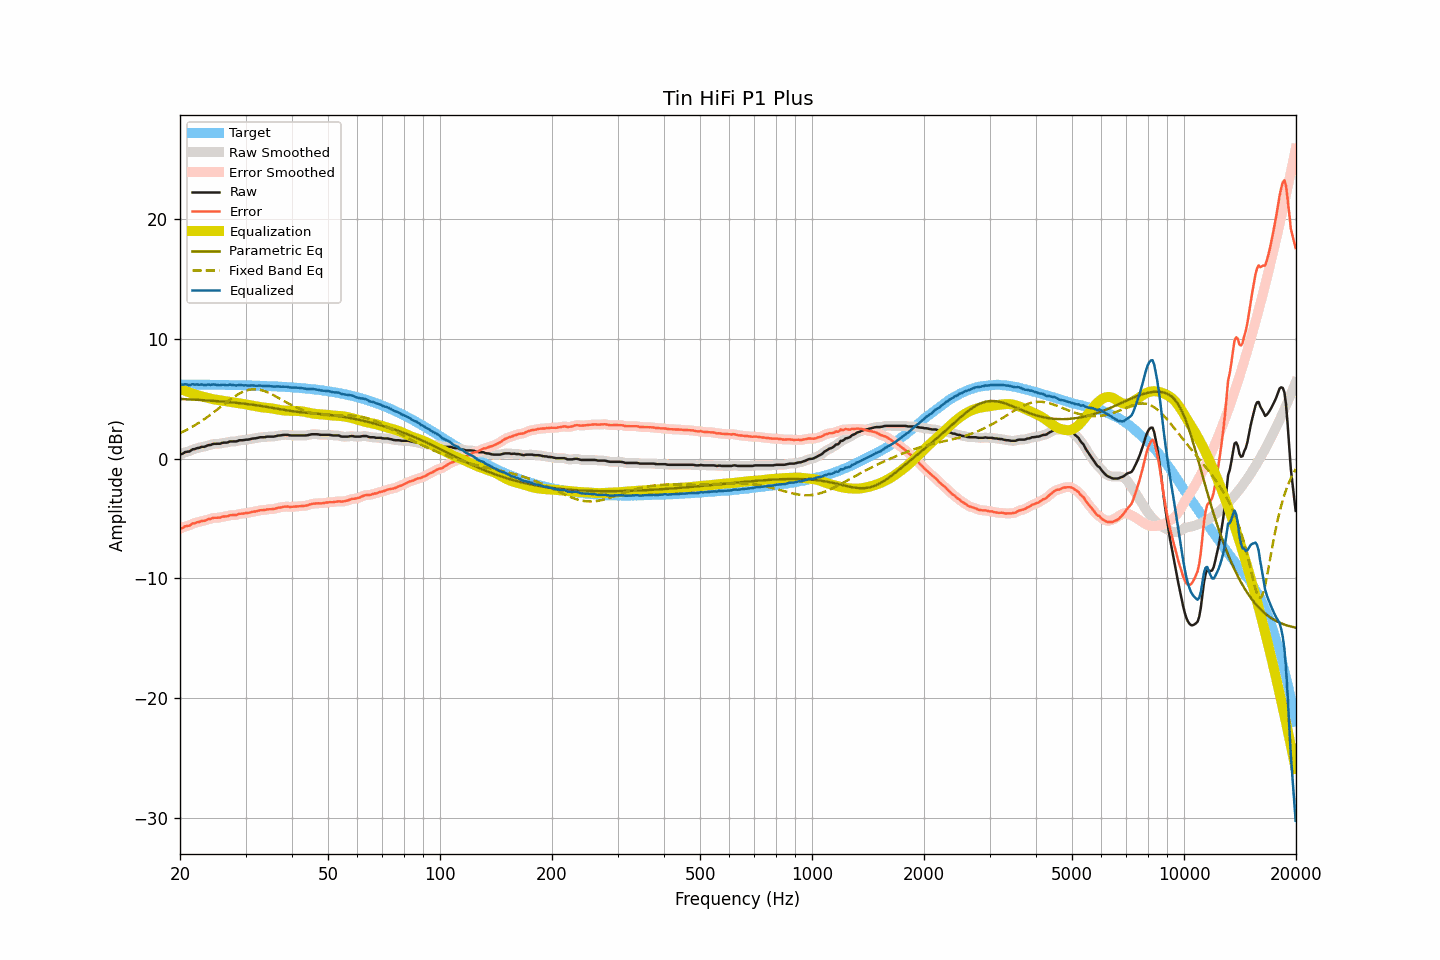 Tin HiFi P1 Plus
Target
Raw Smoothed
Error Smoothed
Raw
Error
Equalization
Parametric Eq
Fixed Band Eq
Equalized
20
10
0
−10
−20
−30
Amplitude (dBr)
20 50 100 200 500 1000 2000 5000 10000 20000
Frequency (Hz)